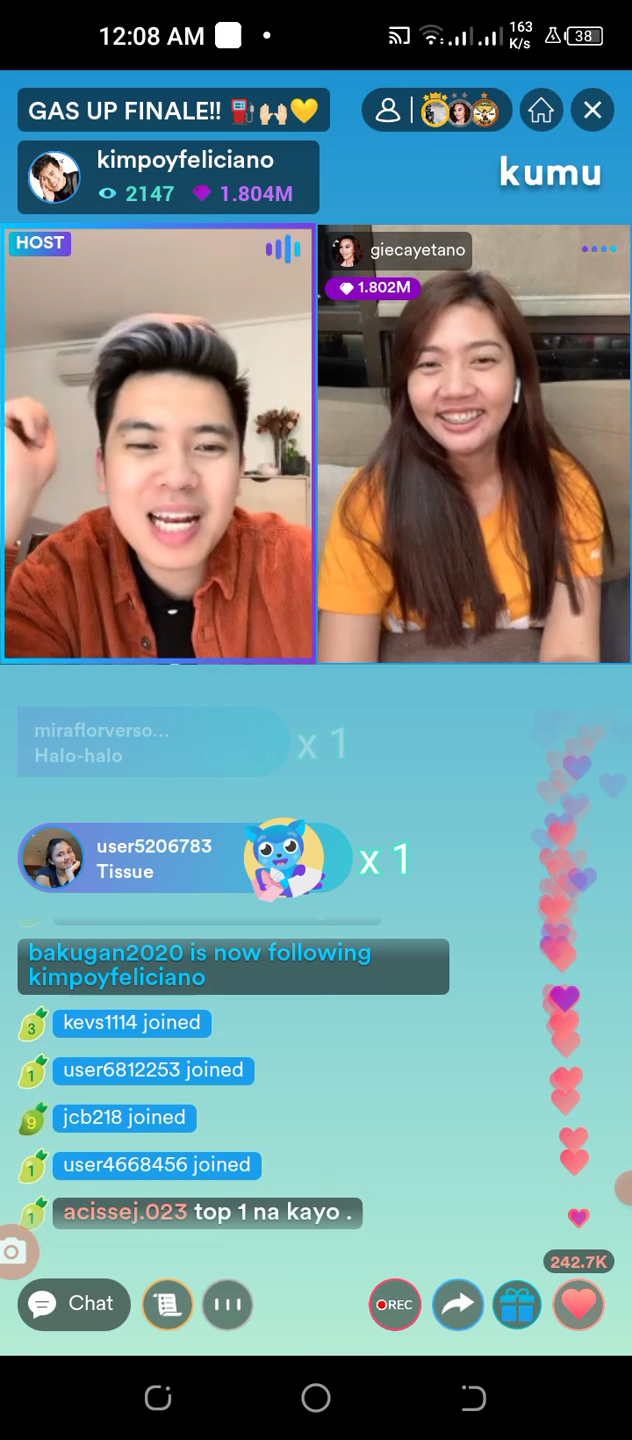 12:08 AM
163
K/s
38
GAS UP FINALE!! ⛽🙌🏻💛
kimpoyfeliciano
2147 1.804M
kumu
HOST
giecayetano
1.802M
miraflorverso...
Halo-halo
x 1
user5206783
Tissue
x 1
bakugan2020 is now following
kimpoyfeliciano
3 kevs1114 joined
1 user6812253 joined
9 jcb218 joined
1 user4668456 joined
1 acissej.023 top 1 na kayo .
242.7K
Chat
REC